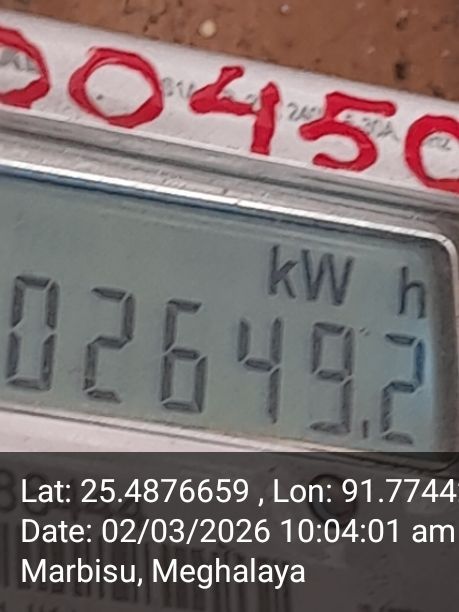 00450
kW h
02649.2
Lat: 25.4876659 , Lon: 91.7744
Date: 02/03/2026 10:04:01 am
Marbisu, Meghalaya